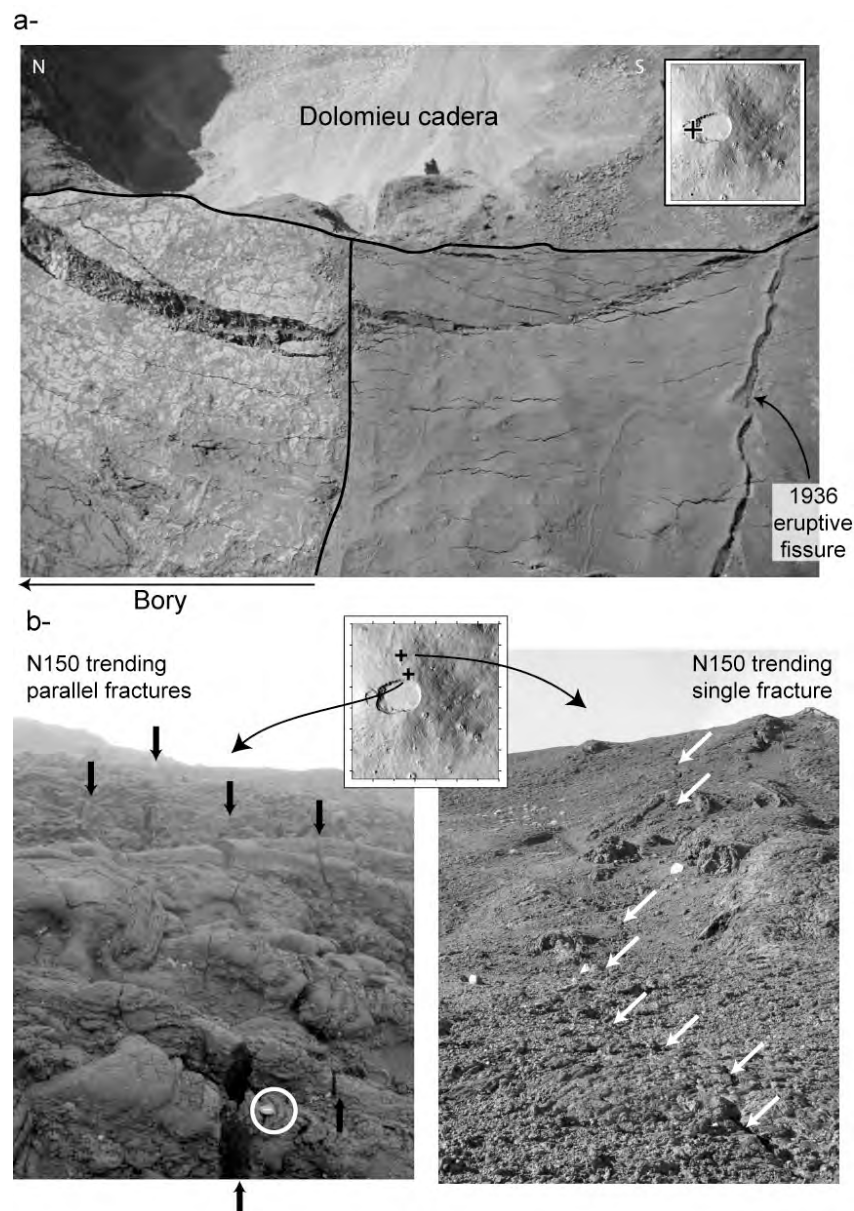 a-
N
S
Dolomieu cadera
1936
eruptive
fissure
Bory
b-
N150 trending
parallel fractures
N150 trending
single fracture